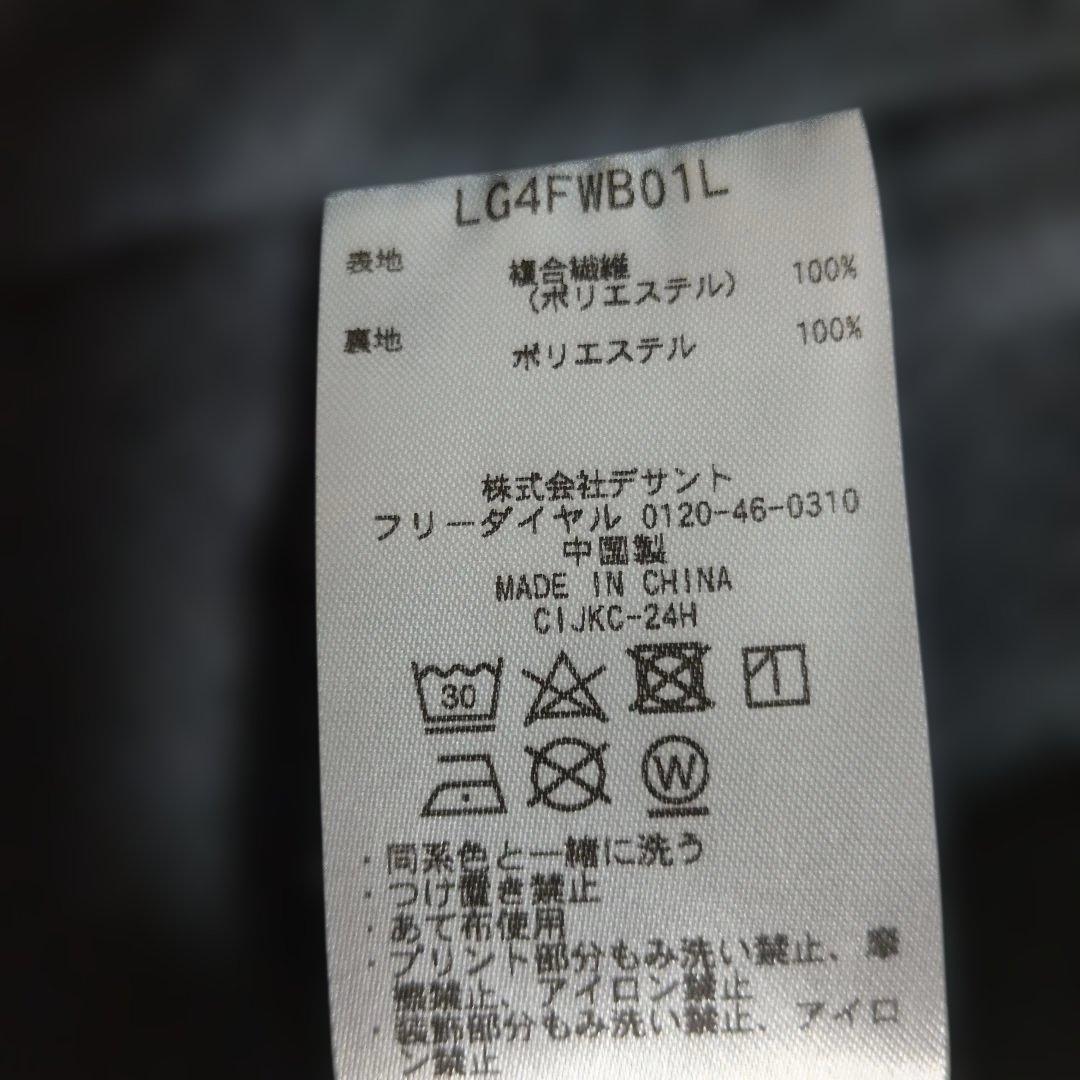 LG4FWB01L
表地 複合繊維 100%
(ポリエステル)
裏地 ポリエステル 100%
株式会社デサント
フリーダイヤル 0120-46-0310
中国製
MADE IN CHINA
CIJKC-24H
30
W
・同系色と一緒に洗う
・つけ置き禁止
・あて布使用
・プリント部分もみ洗い禁止、摩
擦禁止、アイロン禁止
・装飾部分もみ洗い禁止、アイロ
ン禁止